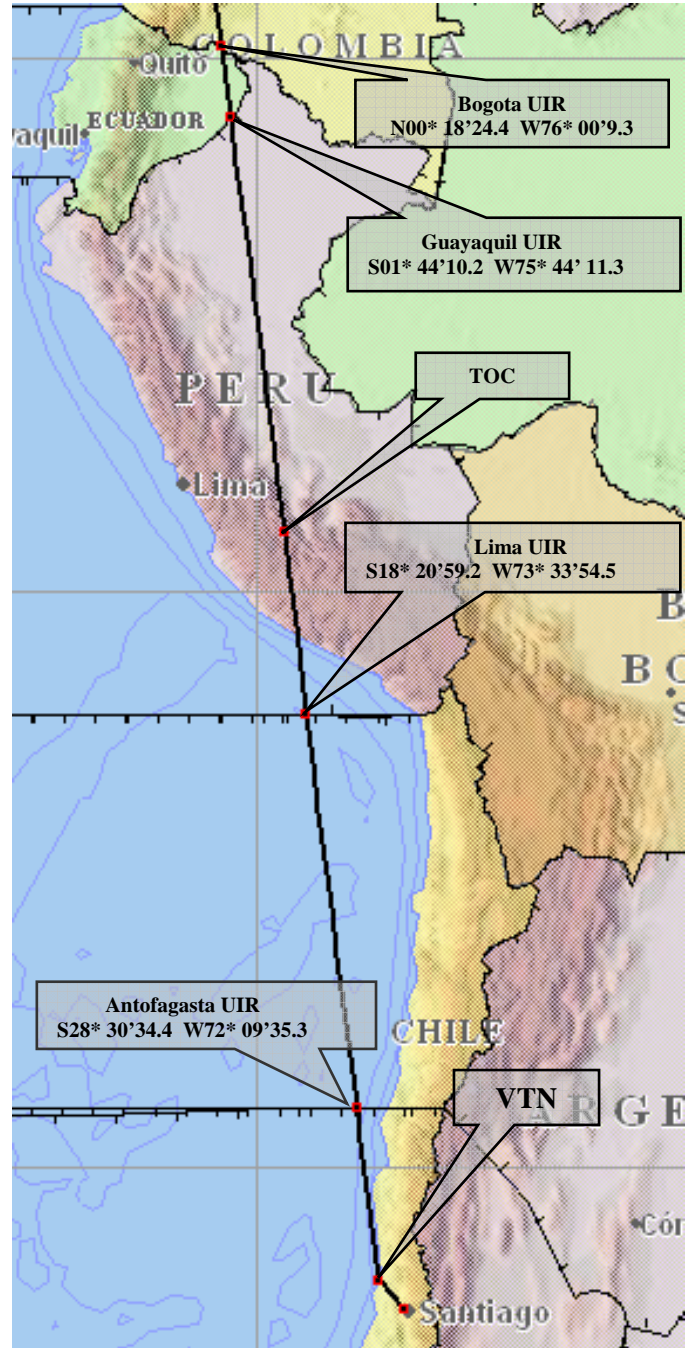 COLOMBIA
Quito
Bogota UIR
N00* 18'24.4 W76* 00'9.3
ECUADOR
aquil
Guayaquil UIR
S01* 44'10.2 W75* 44' 11.3
TOC
PERU
Lima
Lima UIR
S18* 20'59.2 W73* 33'54.5
B
BO
S
Antofagasta UIR
S28* 30'34.4 W72* 09'35.3
CHILE
VTN
ARGE
Cór
Santiago